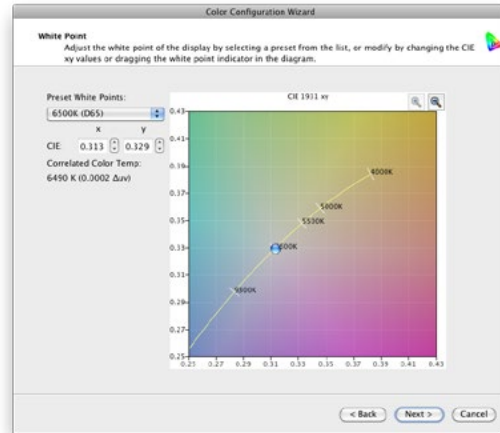 Color Configuration Wizard
White Point
Adjust the white point of the display by selecting a preset from the list, or modify by changing the CIE
xy values or dragging the white point indicator in the diagram.
Preset White Points:
6500K (D65)
x y
CIE 0.313 0.329
Correlated Color Temp:
6490 K (0.0002 Δuv)
CIE 1931 xy
0.43
0.41
0.39
0.37
0.35
0.33
0.31
0.29
0.27
0.25
4000K
5000K
5500K
9300K
0.25 0.27 0.29 0.31 0.33 0.35 0.37 0.39 0.41 0.43
< Back Next > Cancel